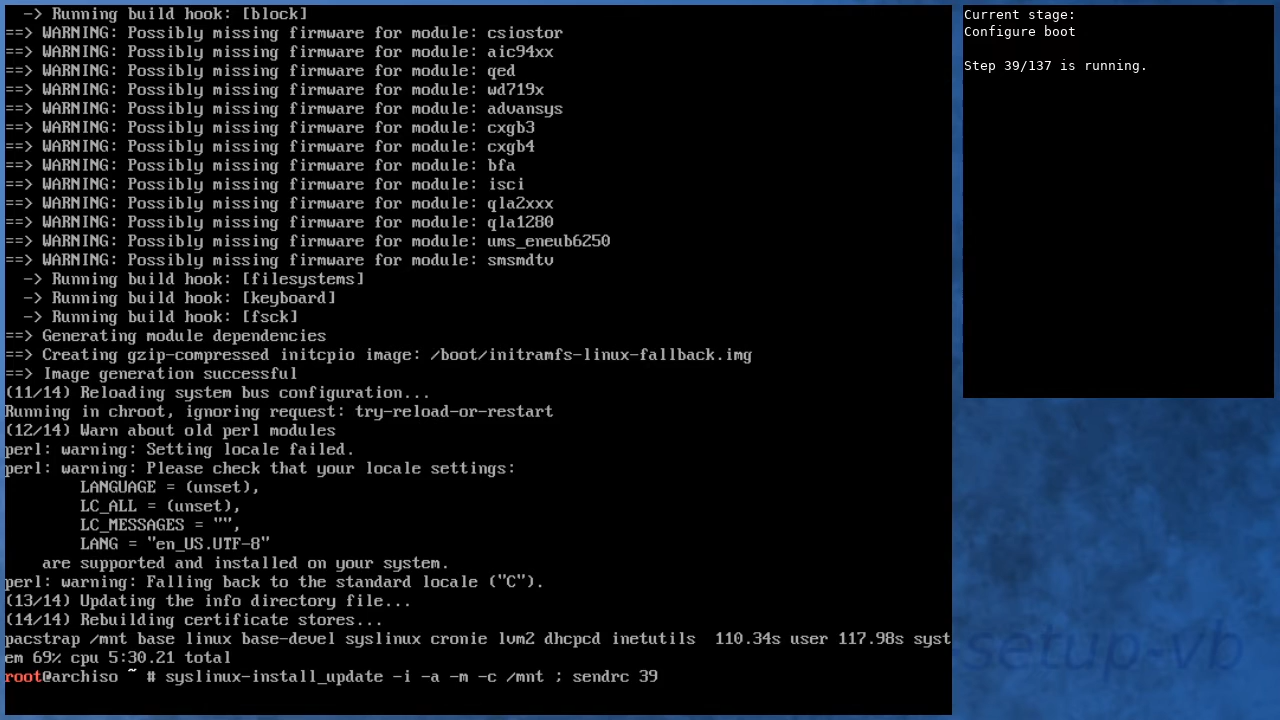 -> Running build hook: [block]
==> WARNING: Possibly missing firmware for module: csiostor
==> WARNING: Possibly missing firmware for module: aic94xx
==> WARNING: Possibly missing firmware for module: qed
==> WARNING: Possibly missing firmware for module: wd719x
==> WARNING: Possibly missing firmware for module: advansys
==> WARNING: Possibly missing firmware for module: cxgb3
==> WARNING: Possibly missing firmware for module: cxgb4
==> WARNING: Possibly missing firmware for module: bfa
==> WARNING: Possibly missing firmware for module: isci
==> WARNING: Possibly missing firmware for module: qla2xxx
==> WARNING: Possibly missing firmware for module: qla1280
==> WARNING: Possibly missing firmware for module: ums_eneub6250
==> WARNING: Possibly missing firmware for module: smsmdtv
-> Running build hook: [filesystems]
-> Running build hook: [keyboard]
-> Running build hook: [fsck]
==> Generating module dependencies
==> Creating gzip-compressed initcpio image: /boot/initramfs-linux-fallback.img
==> Image generation successful
(11/14) Reloading system bus configuration...
Running in chroot, ignoring request: try-reload-or-restart
(12/14) Warn about old perl modules
perl: warning: Setting locale failed.
perl: warning: Please check that your locale settings:
LANGUAGE = (unset),
LC_ALL = (unset),
LC_MESSAGES = "",
LANG = "en_US.UTF-8"
are supported and installed on your system.
perl: warning: Falling back to the standard locale ("C").
(13/14) Updating the info directory file...
(14/14) Rebuilding certificate stores...
pacstrap /mnt base linux base-devel syslinux cronie lvm2 dhcpcd inetutils  110.34s user 117.98s syst
em 69% cpu 5:30.21 total
root@archiso ~ # syslinux-install_update -i -a -m -c /mnt ; sendrc 39
Current stage:
Configure boot
Step 39/137 is running.
setup-vb